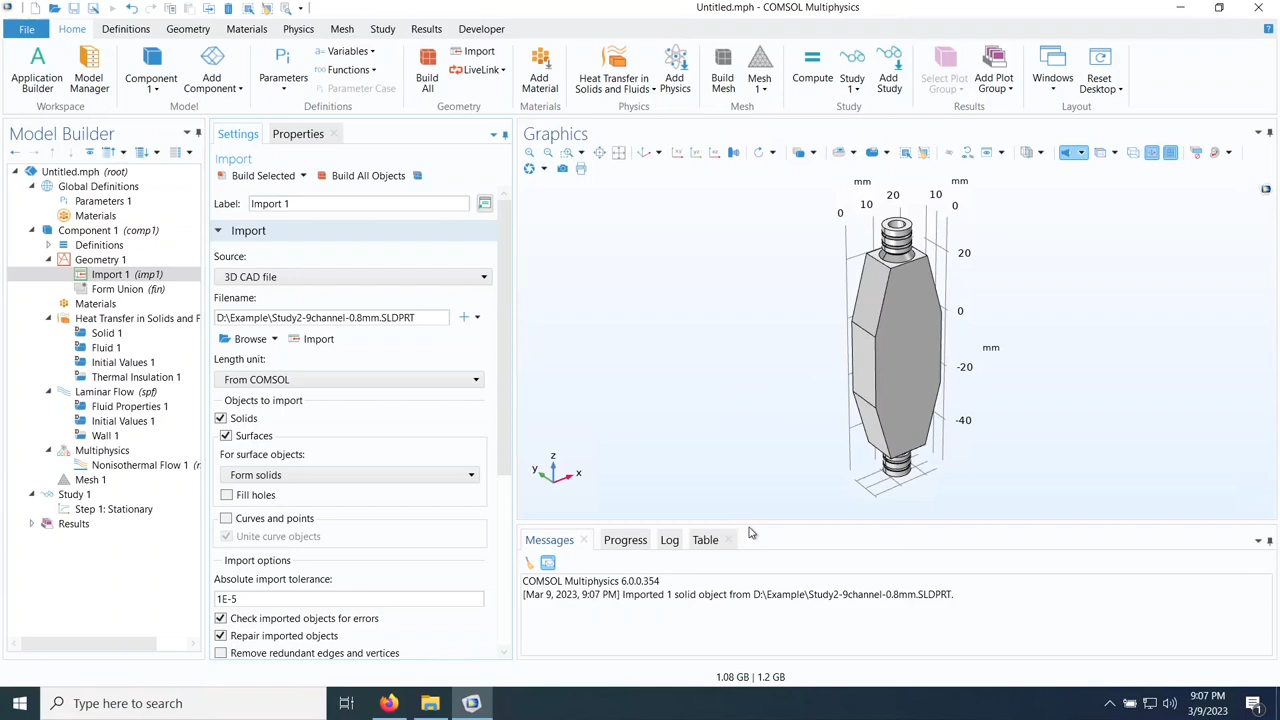 Untitled.mph - COMSOL Multiphysics
File Home Definitions Geometry Materials Physics Mesh Study Results Developer
Application Builder
Model Manager
Workspace
Component 1
Add Component
Model
Parameters
a= Variables
f(x) Functions
Pi Parameter Case
Definitions
Build All
Import
LiveLink
Geometry
Add Material
Materials
Heat Transfer in Solids and Fluids
Add Physics
Physics
Build Mesh
Mesh 1
Mesh
Compute
Study 1
Add Study
Study
Select Plot Group
Add Plot Group
Results
Windows
Reset Desktop
Layout
Model Builder
Untitled.mph (root)
Global Definitions
Parameters 1
Materials
Component 1 (comp1)
Definitions
Geometry 1
Import 1 (imp1)
Form Union (fin)
Materials
Heat Transfer in Solids and F
Solid 1
Fluid 1
Initial Values 1
Thermal Insulation 1
Laminar Flow (spf)
Fluid Properties 1
Initial Values 1
Wall 1
Multiphysics
Nonisothermal Flow 1 (r
Mesh 1
Study 1
Step 1: Stationary
Results
Settings Properties
Import
Build Selected Build All Objects
Label: Import 1
Import
Source:
3D CAD file
Filename:
D:\Example\Study2-9channel-0.8mm.SLDPRT
Browse Import
Length unit:
From COMSOL
Objects to import
Solids
Surfaces
For surface objects:
Form solids
Fill holes
Curves and points
Unite curve objects
Import options
Absolute import tolerance:
1E-5
Check imported objects for errors
Repair imported objects
Remove redundant edges and vertices
Graphics
mm mm
20
10 10
0 0
20
0
mm
-20
-40
z
y x
Messages Progress Log Table
COMSOL Multiphysics 6.0.0.354
[Mar 9, 2023, 9:07 PM] Imported 1 solid object from D:\Example\Study2-9channel-0.8mm.SLDPRT.
1.08 GB | 1.2 GB
Type here to search
9:07 PM
3/9/2023
1